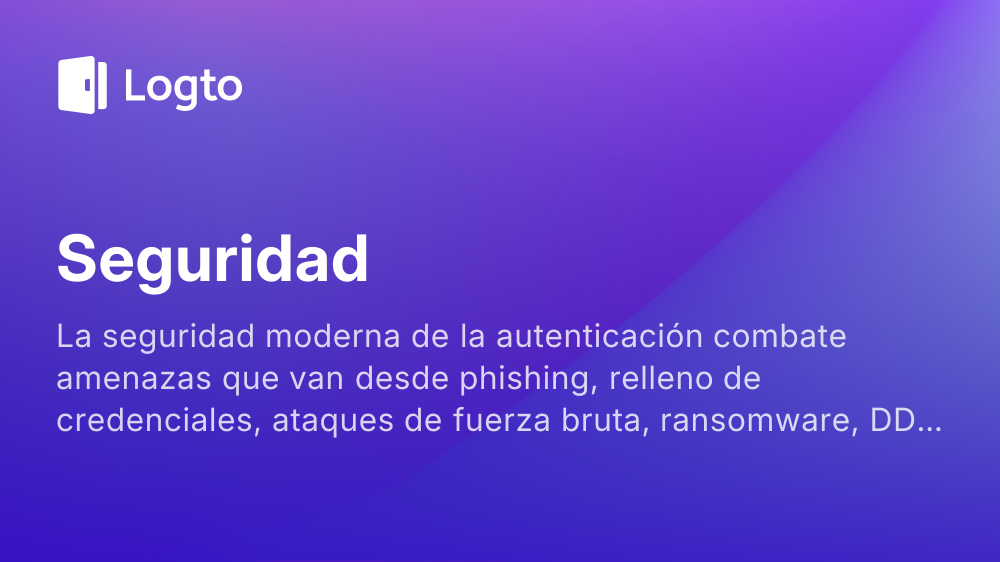 Logto
Seguridad
La seguridad moderna de la autenticación combate
amenazas que van desde phishing, relleno de
credenciales, ataques de fuerza bruta, ransomware, DD...